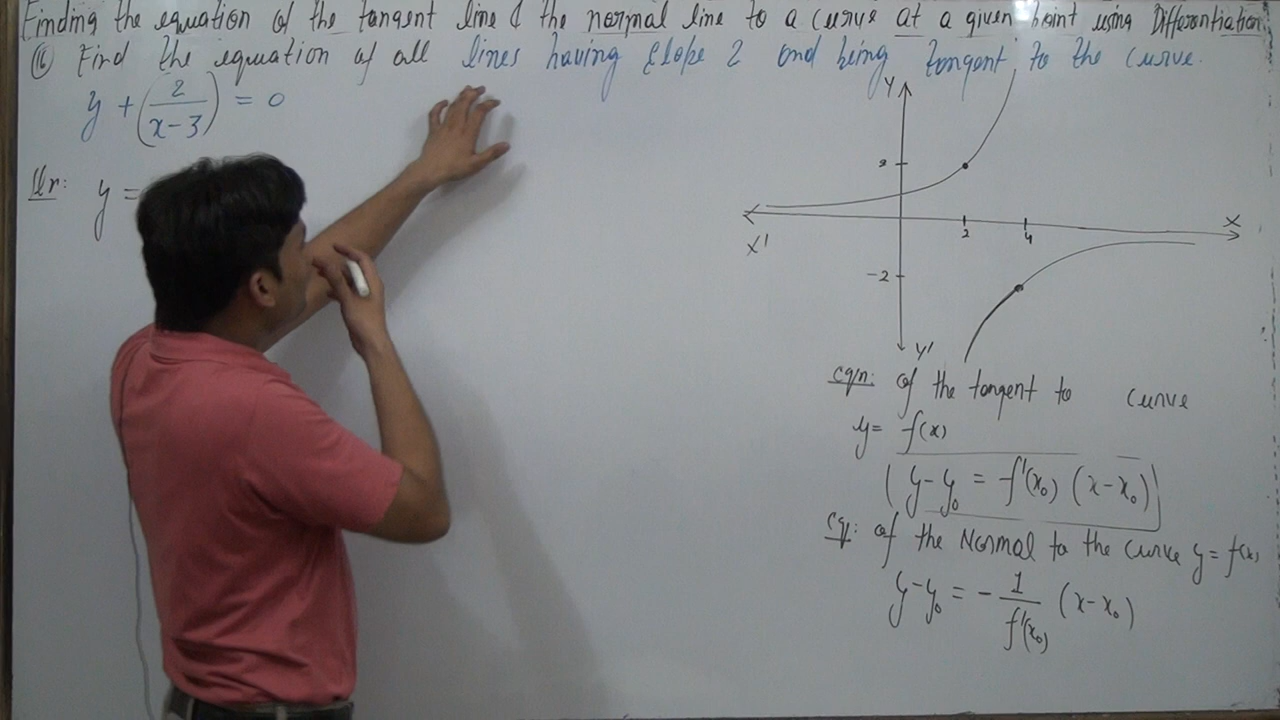 Finding the equation of the tangent line & the normal line to a curve at a given point using Differentiation
(16) Find the equation of all lines having slope 2 and being tangent to the curve.
y + (2/(x-3)) = 0
y =
Y
2
X'
2
4
X
-2
Y'
eqn: of the tangent to curve
y = f(x)
(y-y₀ = f'(x₀) (x-x₀))
eq: of the Normal to the curve y = f(x)
y-y₀ = -1/f'(x₀) (x-x₀)